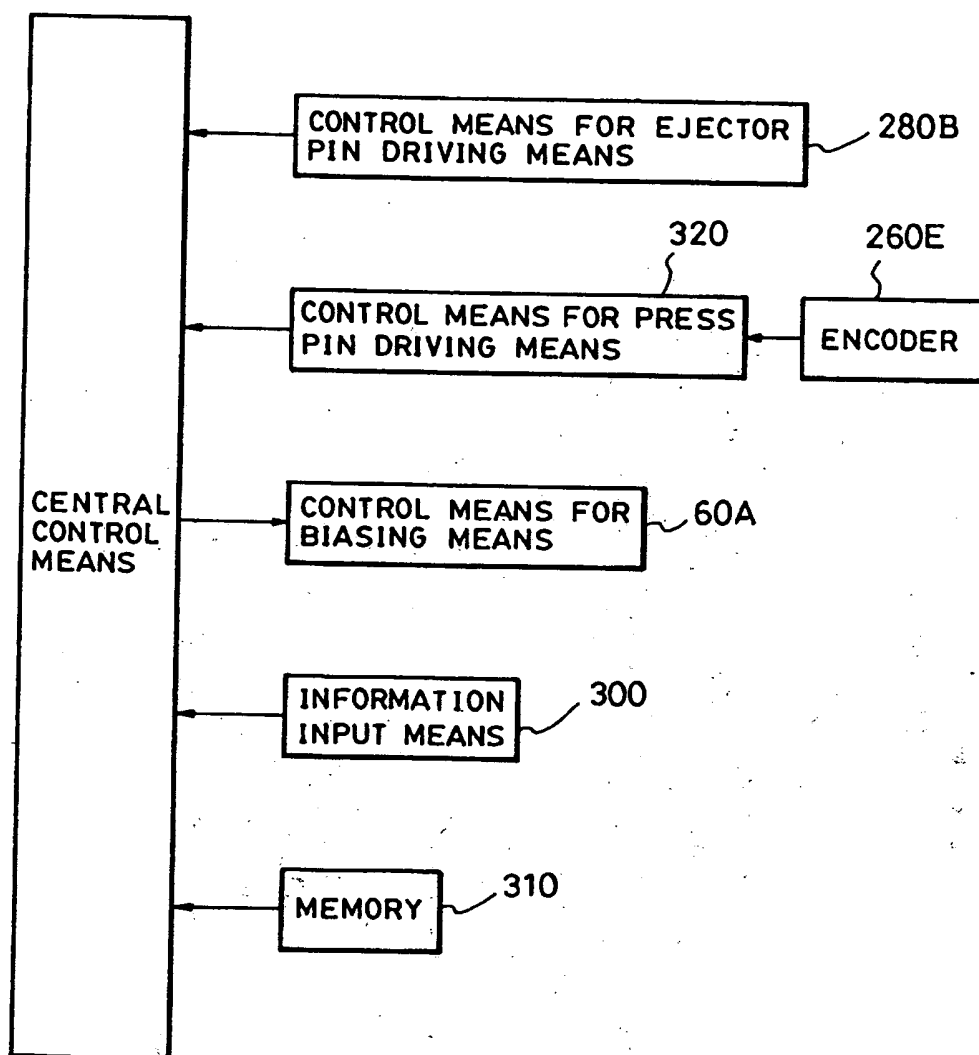 CONTROL MEANS FOR EJECTOR
PIN DRIVING MEANS
280B
320
260E
CONTROL MEANS FOR PRESS
PIN DRIVING MEANS
ENCODER
CENTRAL
CONTROL
MEANS
CONTROL MEANS FOR
BIASING MEANS
60A
INFORMATION
INPUT MEANS
300
MEMORY
310